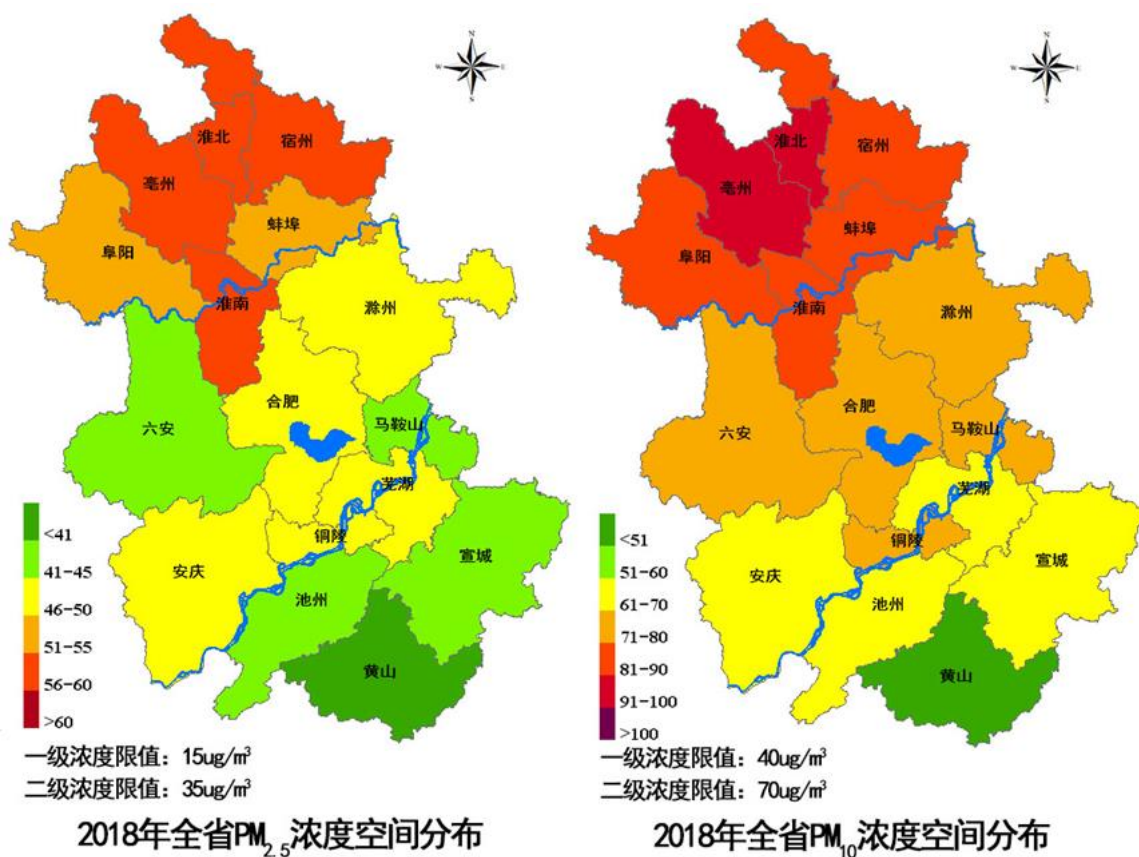 N
W E
S
N
W E
S
淮北
宿州
亳州
蚌埠
阜阳
淮南
滁州
合肥
六安
马鞍山
芜湖
铜陵
安庆
宣城
池州
黄山
<41
41-45
46-50
51-55
56-60
>60
一级浓度限值：15ug/m³
二级浓度限值：35ug/m³
2018年全省PM2.5浓度空间分布
淮北
宿州
亳州
蚌埠
阜阳
淮南
滁州
合肥
六安
马鞍山
芜湖
铜陵
安庆
宣城
池州
黄山
<51
51-60
61-70
71-80
81-90
91-100
>100
一级浓度限值：40ug/m³
二级浓度限值：70ug/m³
2018年全省PM10浓度空间分布